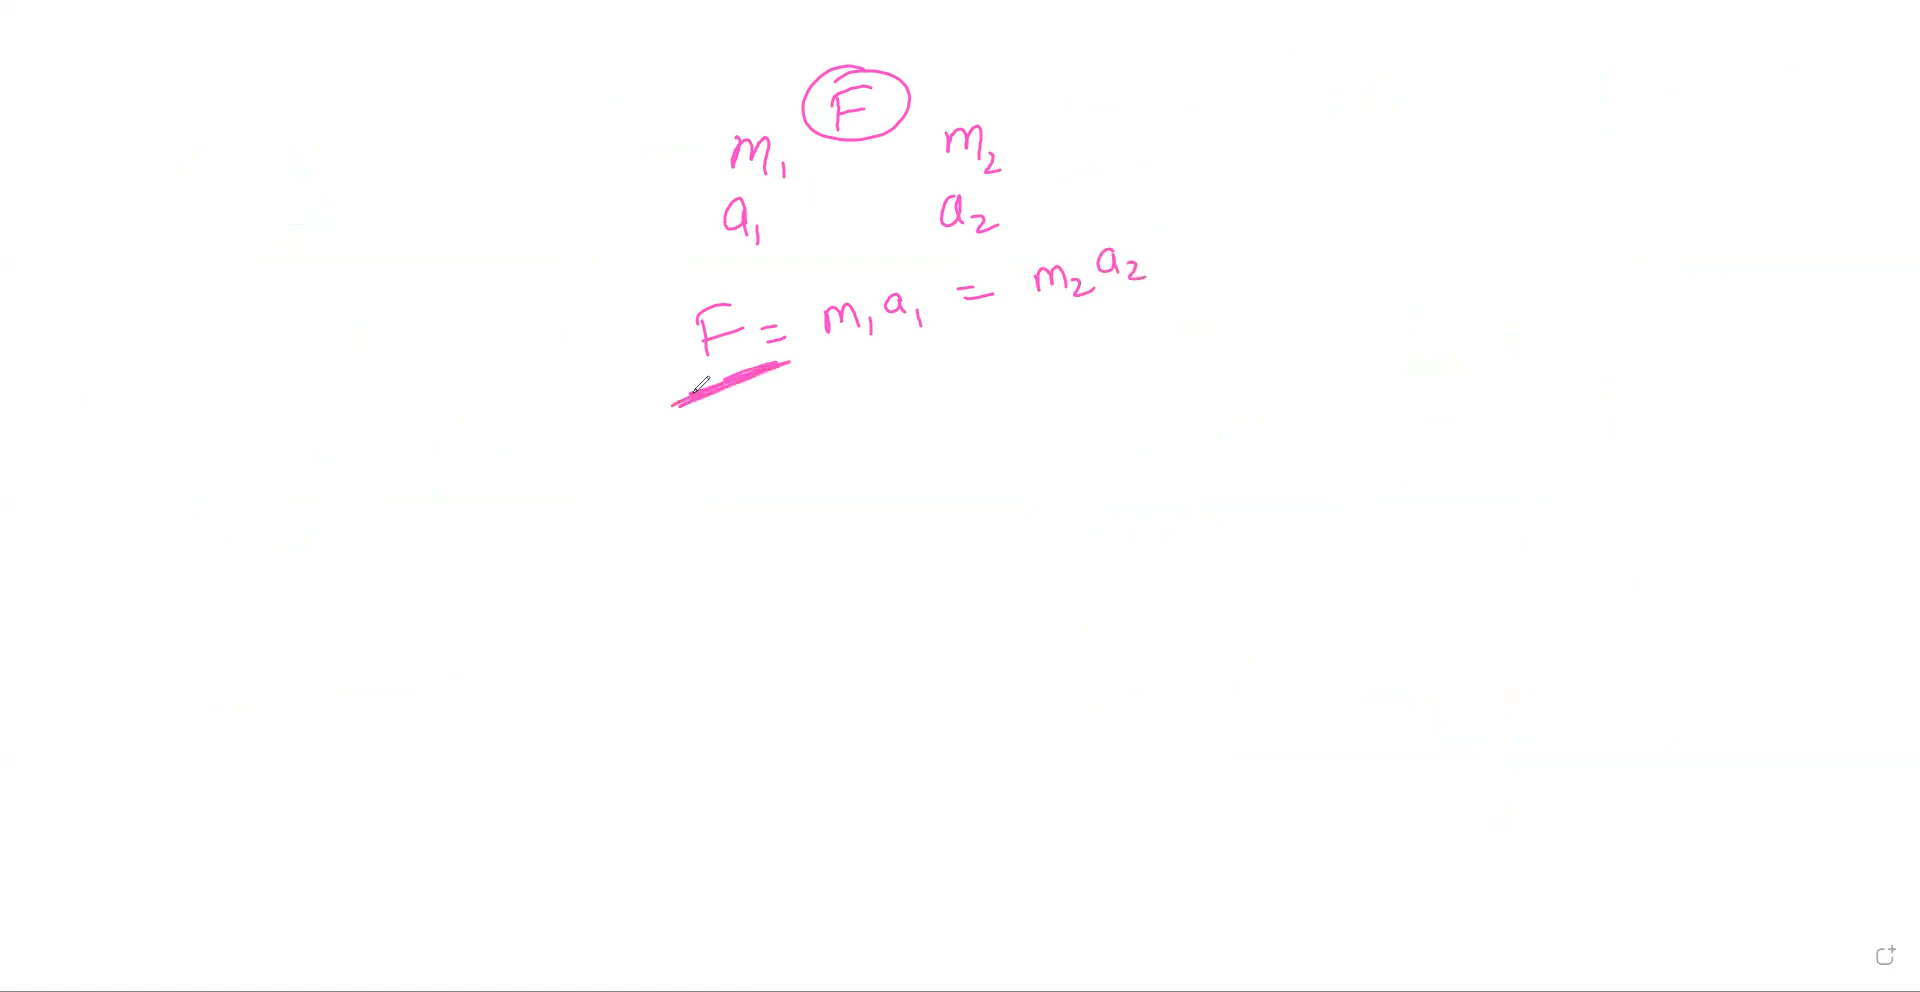 F
m₁ m₂
a₁ a₂
F = m₁a₁ = m₂a₂